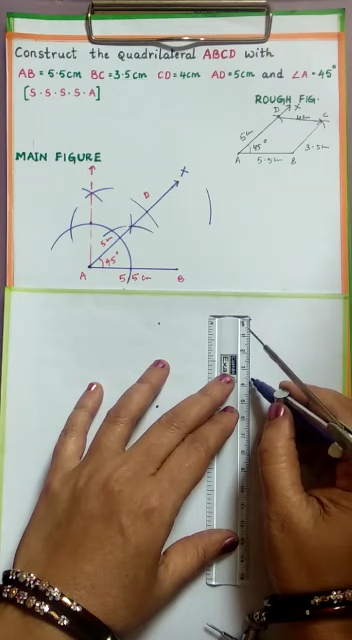 Construct the quadrilateral ABCD with
AB = 5.5cm BC = 3.5cm CD = 4cm AD = 5cm and ∠A = 45°
[S.S.S.S.A]
ROUGH FIG.
D X
4cm C
5cm
45° 3.5cm
A 5.5cm B
MAIN FIGURE
X
D
5cm
45°
A 5.5cm B